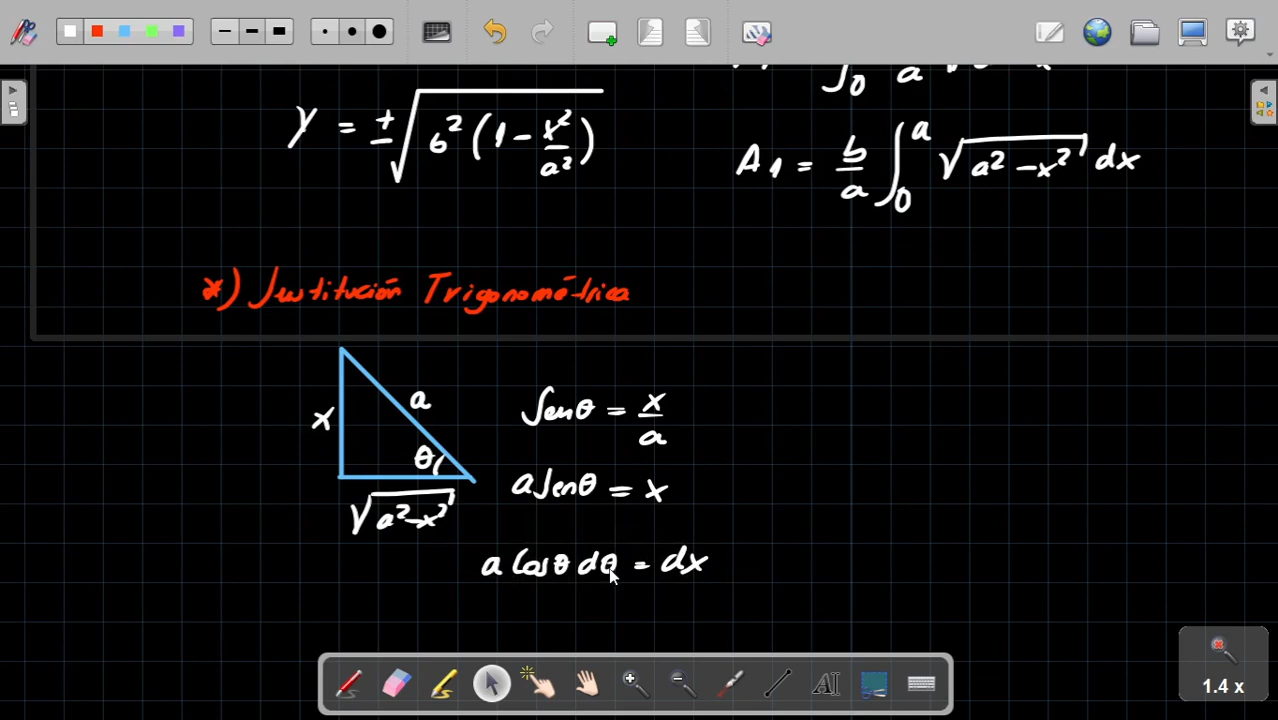 y = ±√(b²(1 - x²/a²))
A1 = b/a ∫₀ᵃ √(a² - x²) dx
*) Sustitución Trigonométrica
x
a
θ
√(a² - x²)
Senθ = x/a
a Senθ = x
a Cosθ dθ = dx
1.4 x